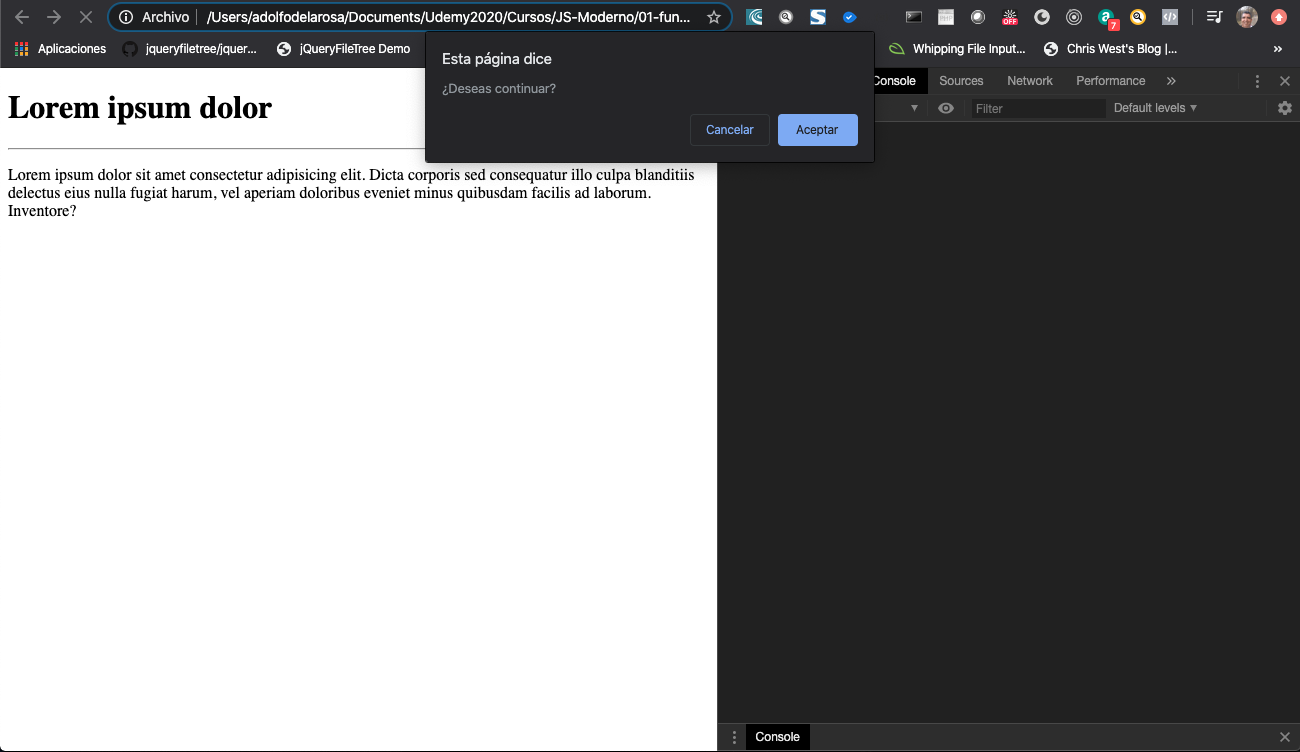 Archivo /Users/adolfodelarosa/Documents/Udemy2020/Cursos/JS-Moderno/01-fun...
OFF
a
7
Aplicaciones jqueryfiletree/jquer... jQueryFileTree Demo Whipping File Input... Chris West's Blog |... »
Esta página dice
¿Deseas continuar?
Cancelar Aceptar
Console Sources Network Performance »
Filter Default levels ▼
Lorem ipsum dolor
Lorem ipsum dolor sit amet consectetur adipisicing elit. Dicta corporis sed consequatur illo culpa blanditiis
delectus eius nulla fugiat harum, vel aperiam doloribus eveniet minus quibusdam facilis ad laborum.
Inventore?
Console